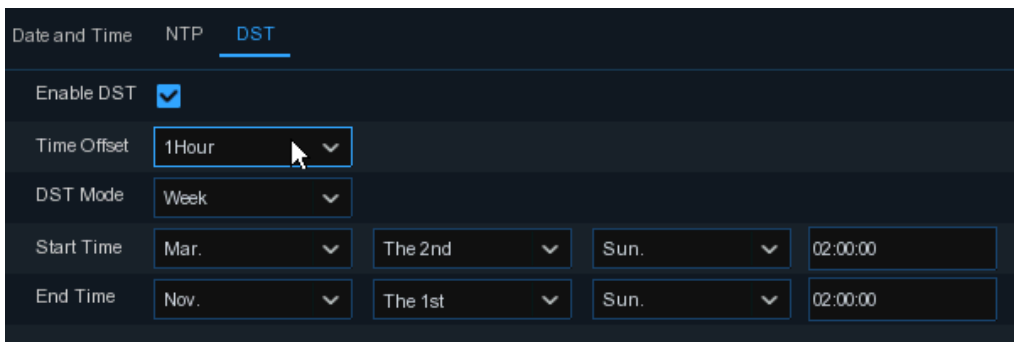 Date and Time NTP DST
Enable DST
Time Offset 1Hour
DST Mode Week
Start Time Mar. The 2nd Sun. 02:00:00
End Time Nov. The 1st Sun. 02:00:00